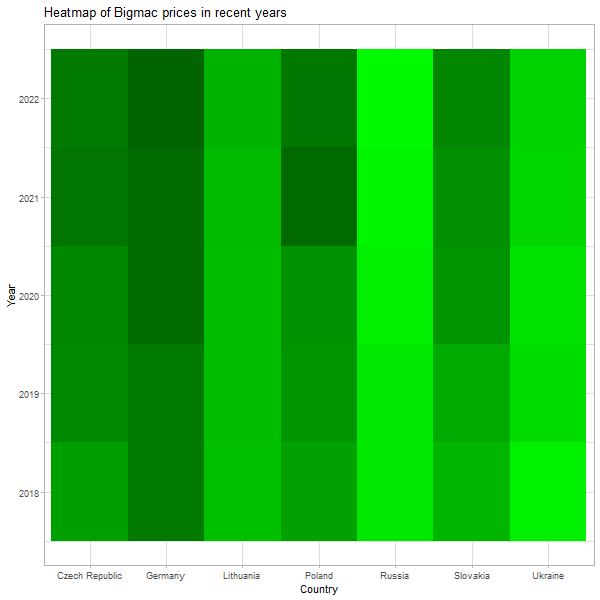 Heatmap of Bigmac prices in recent years
2022
2021
2020
2019
2018
Year
Czech Republic Germany Lithuania Poland Russia Slovakia Ukraine
Country